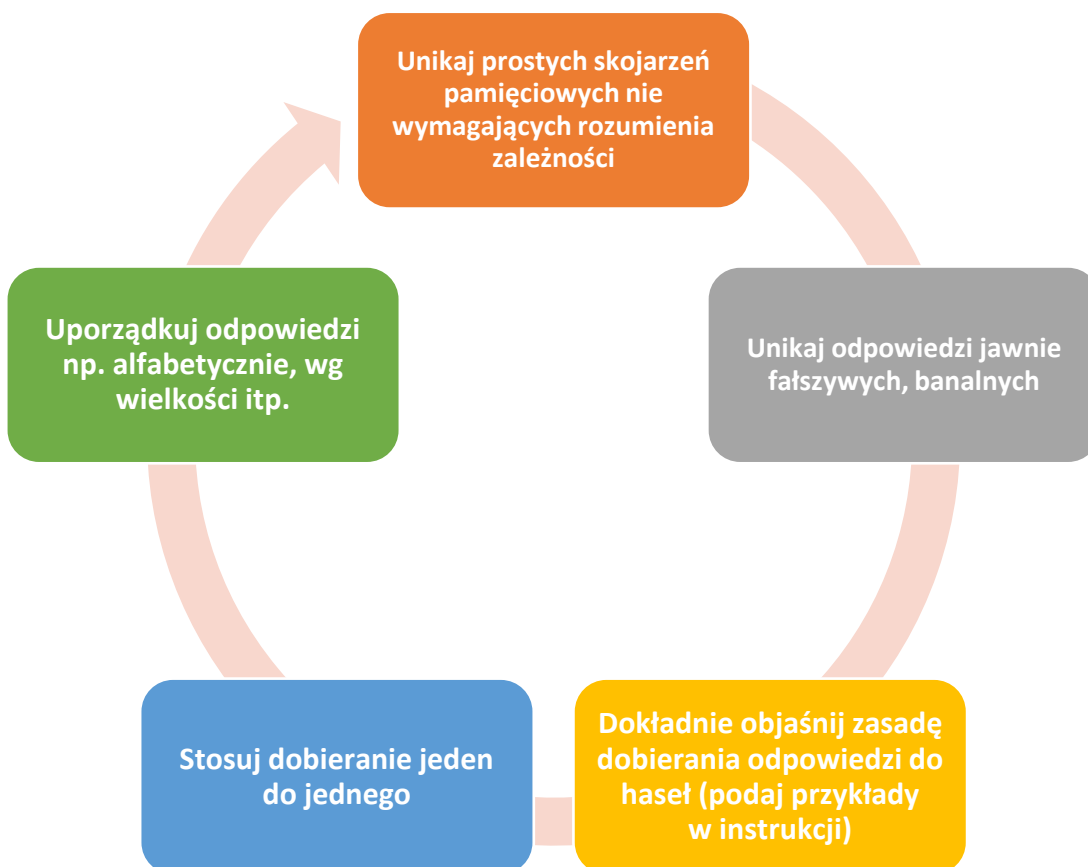 Unikaj prostych skojarzeń
pamięciowych nie
wymagających rozumienia
zależności
Unikaj odpowiedzi jawnie
fałszywych, banalnych
Dokładnie objaśnij zasadę
dobierania odpowiedzi do
haseł (podaj przykłady
w instrukcji)
Stosuj dobieranie jeden
do jednego
Uporządkuj odpowiedzi
np. alfabetycznie, wg
wielkości itp.